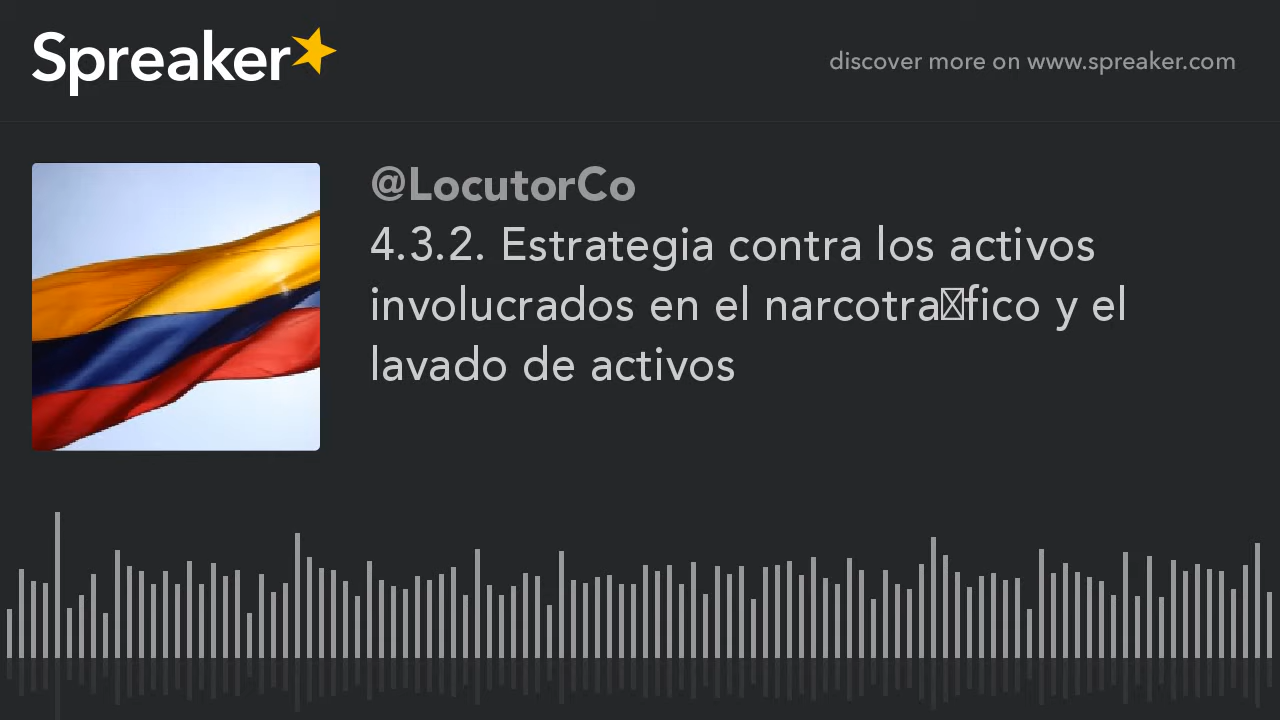 Spreaker
discover more on www.spreaker.com
@LocutorCo
4.3.2. Estrategia contra los activos
involucrados en el narcotra☒fico y el
lavado de activos